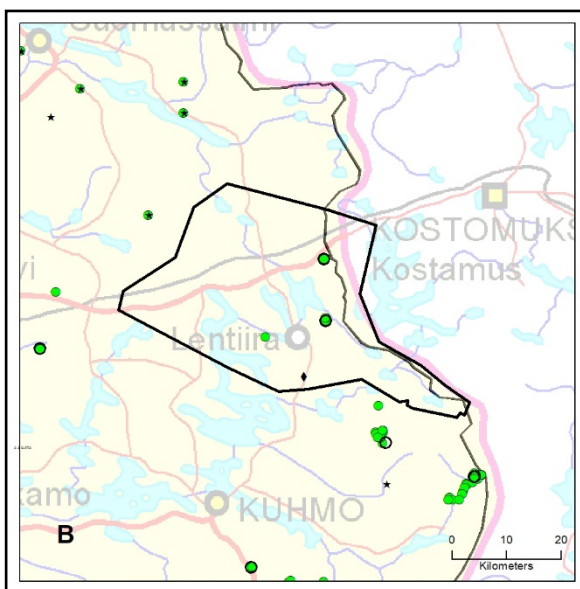 KOSTOMUKS
Kostamus
Lentiira
KUHMO
B
0 10 20
Kilometers